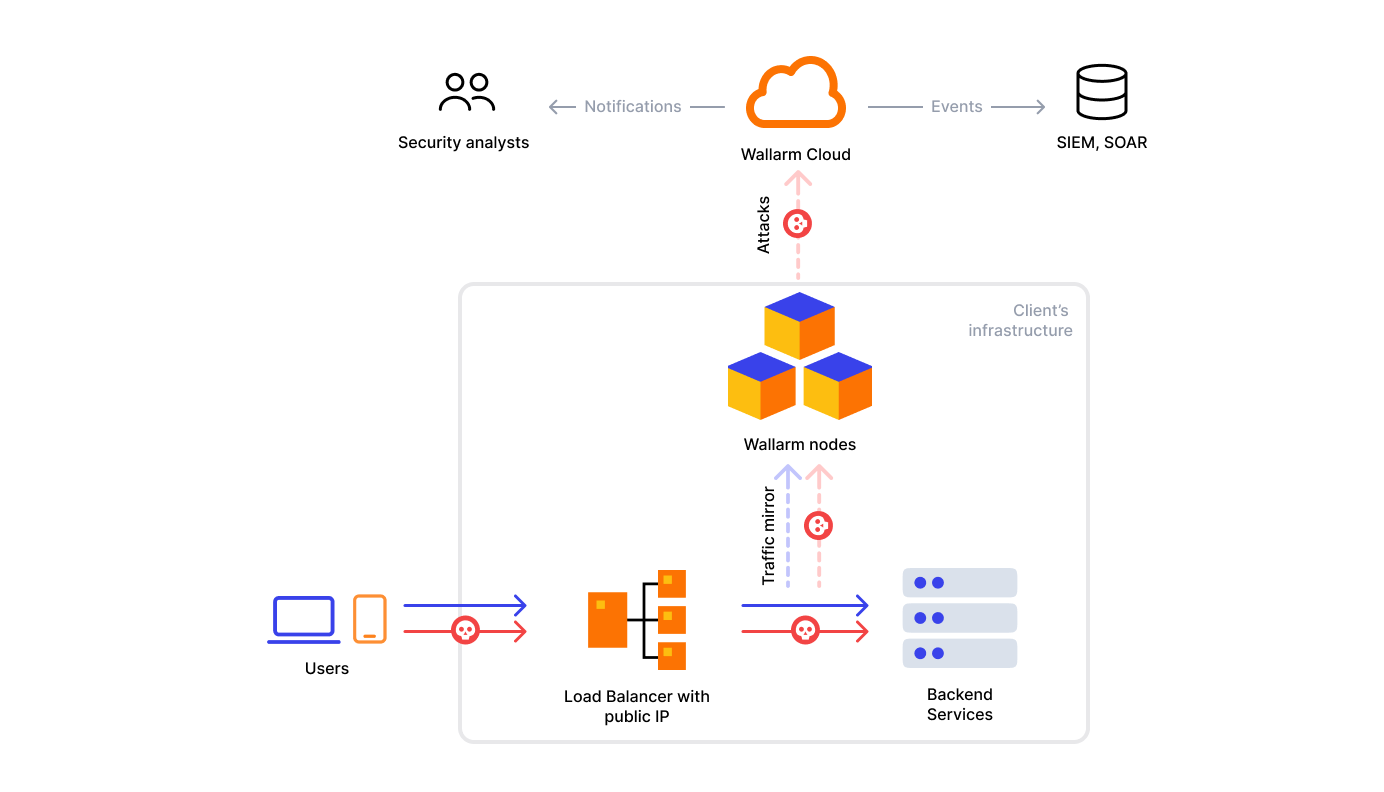 Notifications
Events
Security analysts
Wallarm Cloud
SIEM, SOAR
Attacks
Client’s
infrastructure
Wallarm nodes
Traffic mirror
Users
Load Balancer with
public IP
Backend
Services